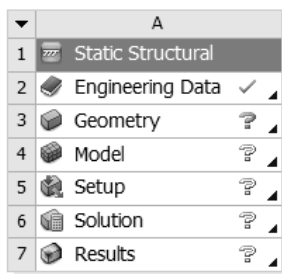 A
1 Static Structural
2 Engineering Data
3 Geometry ?
4 Model ?
5 Setup ?
6 Solution ?
7 Results ?